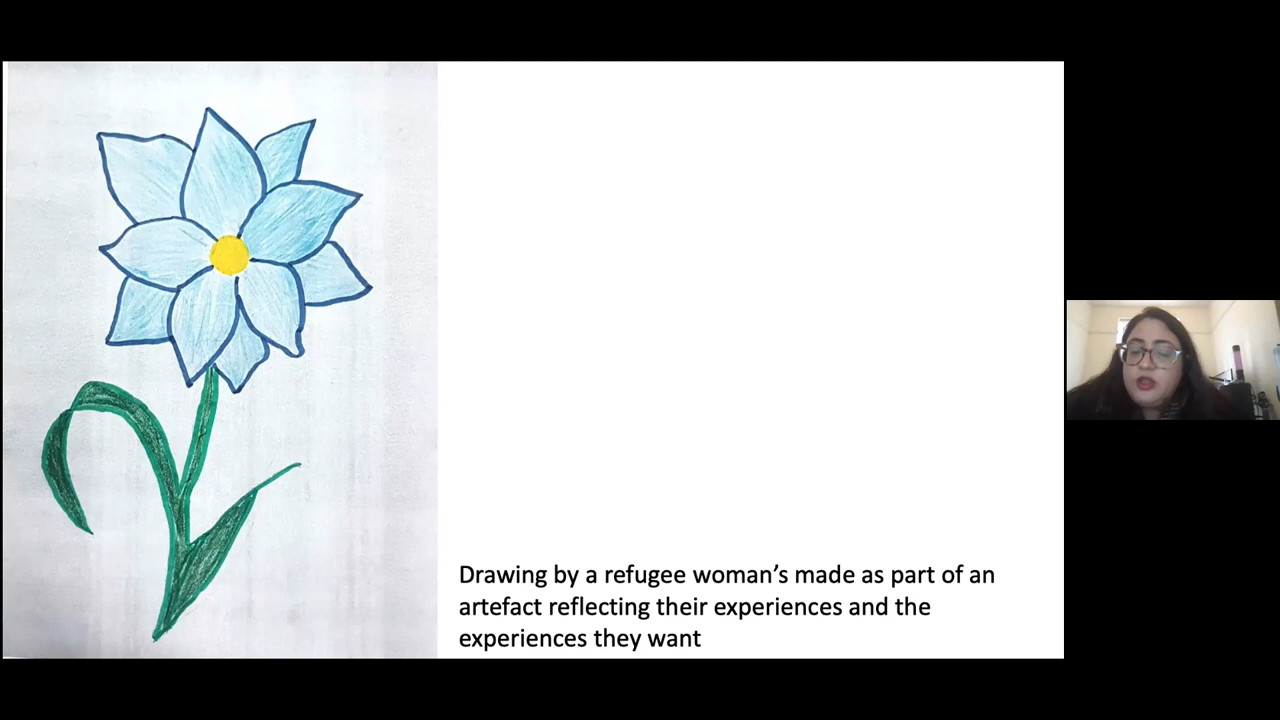 Drawing by a refugee woman’s made as part of an
artefact reflecting their experiences and the
experiences they want